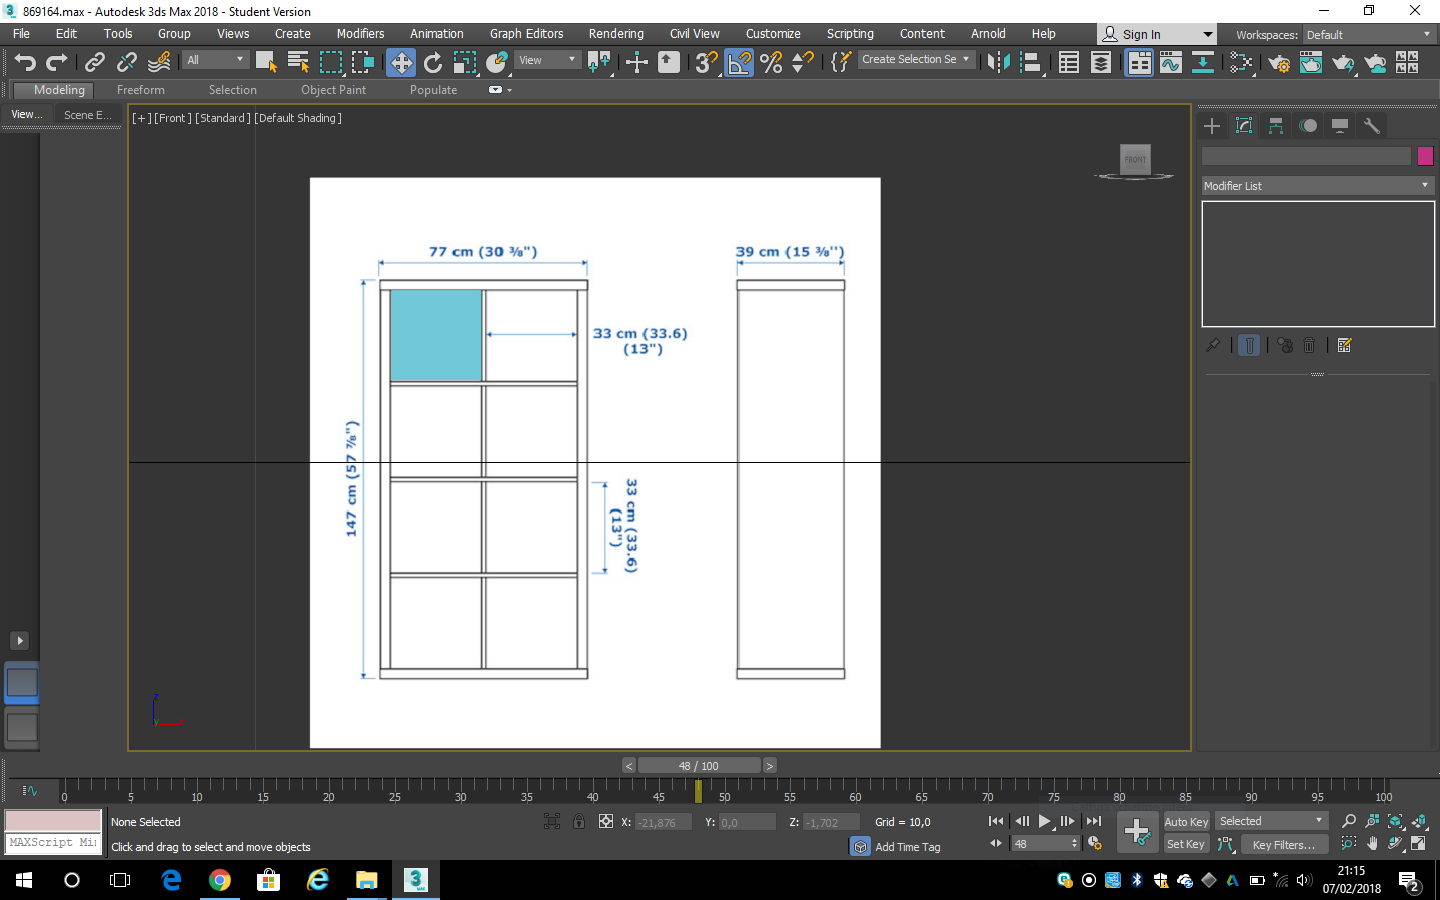 869164.max - Autodesk 3ds Max 2018 - Student Version
File Edit Tools Group Views Create Modifiers Animation Graph Editors Rendering Civil View Customize Scripting Content Arnold Help Sign In Workspaces: Default
All View Create Selection Se
Modeling Freeform Selection Object Paint Populate
View... Scene E...
[+] [Front] [Standard] [Default Shading]
FRONT
Modifier List
77 cm (30 ⅜")
39 cm (15 ⅜")
33 cm (33.6)
(13")
147 cm (57 ⅞")
33 cm (33.6)
(13")
z
y x
< 48 / 100 >
0 5 10 15 20 25 30 35 40 45 50 55 60 65 70 75 80 85 90 95 100
None Selected X: -21,876 Y: 0,0 Z: -1,702 Grid = 10,0 Auto Key Selected
MAXScript Mi
Click and drag to select and move objects Add Time Tag 48 Set Key Key Filters...
21:15
07/02/2018
2
3
MAX